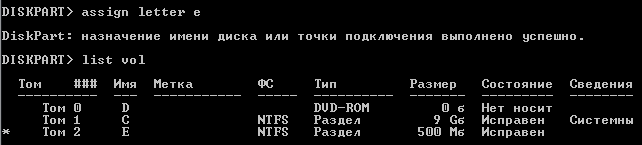 DISKPART> assign letter e
DiskPart: назначение имени диска или точки подключения выполнено успешно.
DISKPART> list vol
Том ### Имя Метка ФС Тип Размер Состояние Сведения
---------- --- ----------- ----- ---------- ------- --------- --------
Том 0 D DVD-ROM 0 б Нет носит
Том 1 C NTFS Раздел 9 Gб Исправен Системны
* Том 2 E NTFS Раздел 500 Mб Исправен